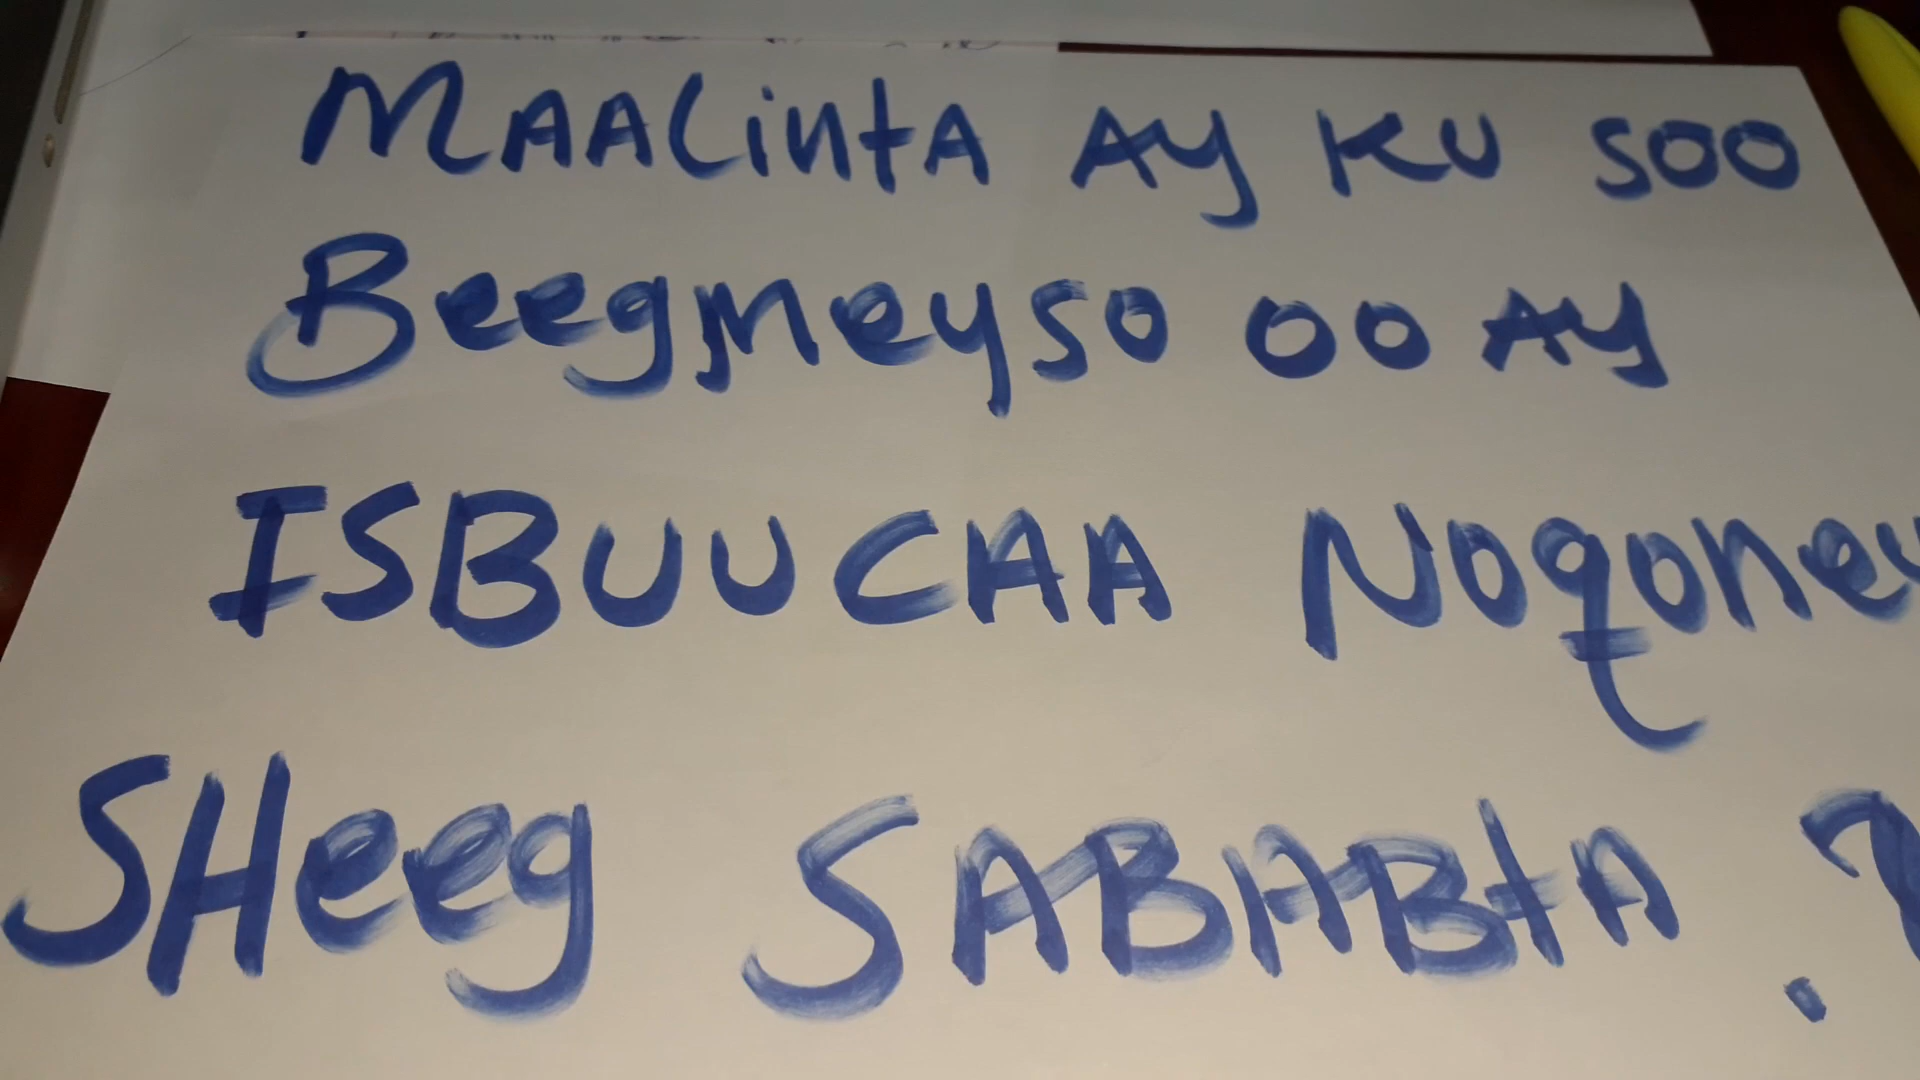 MAALintA AY KU SOO
Beegmeyso oo AY
ISBUUCAA Noqoney
SHeeg SABABtA ?